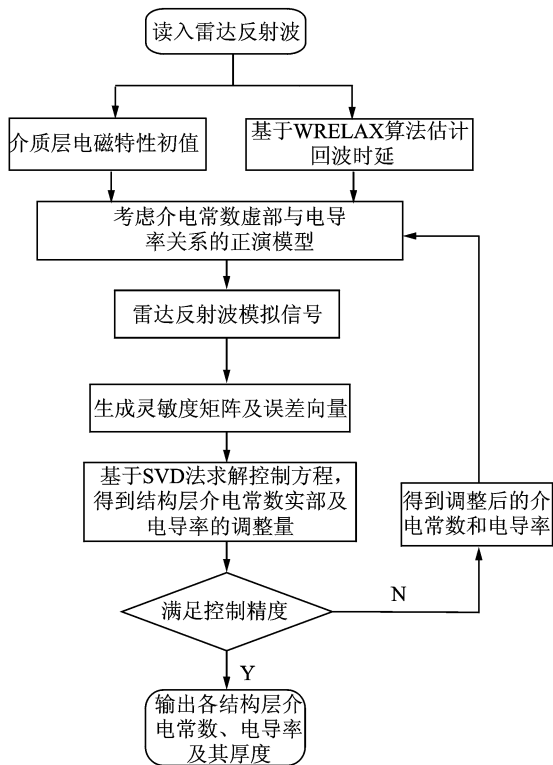 读入雷达反射波
介质层电磁特性初值
基于WRELAX算法估计
回波时延
考虑介电常数虚部与电导
率关系的正演模型
雷达反射波模拟信号
生成灵敏度矩阵及误差向量
基于SVD法求解控制方程，
得到结构层介电常数实部及
电导率的调整量
得到调整后的介
电常数和电导率
满足控制精度
N
Y
输出各结构层介
电常数、电导率
及其厚度